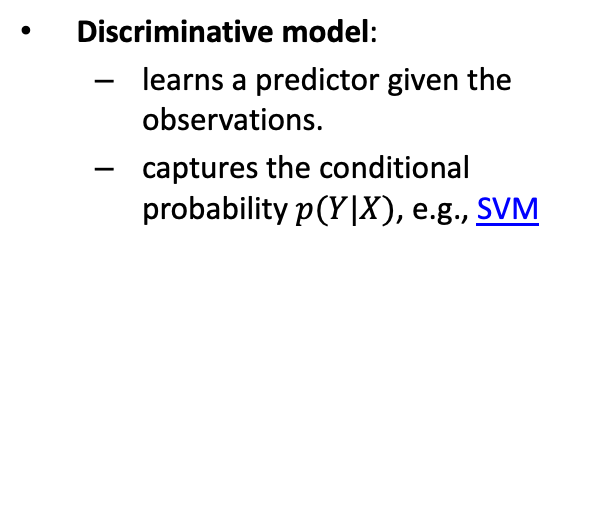 • Discriminative model:
– learns a predictor given the
observations.
– captures the conditional
probability p(Y|X), e.g., SVM